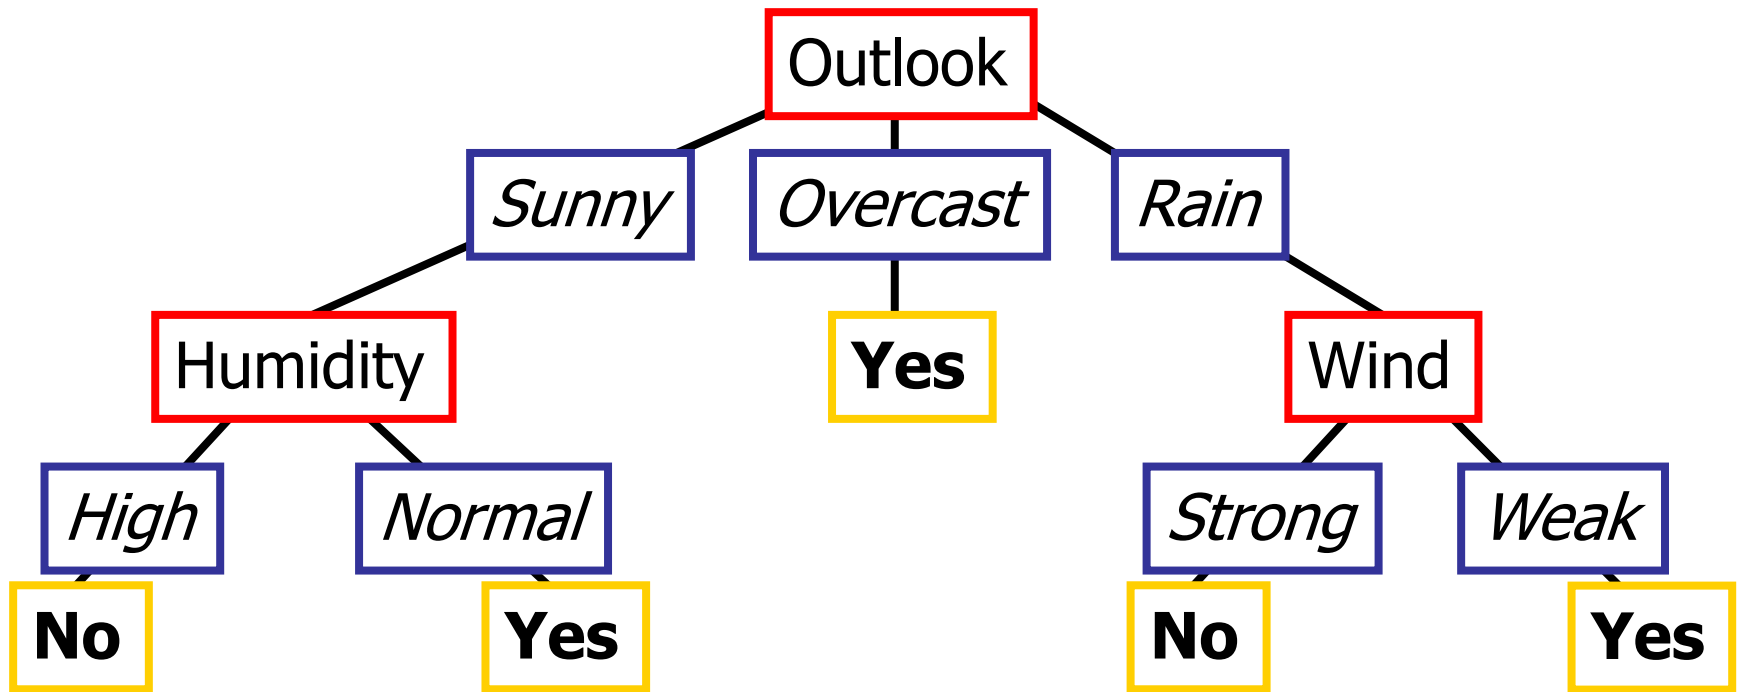 Outlook
Sunny Overcast Rain
Humidity Yes Wind
High Normal Strong Weak
No Yes No Yes